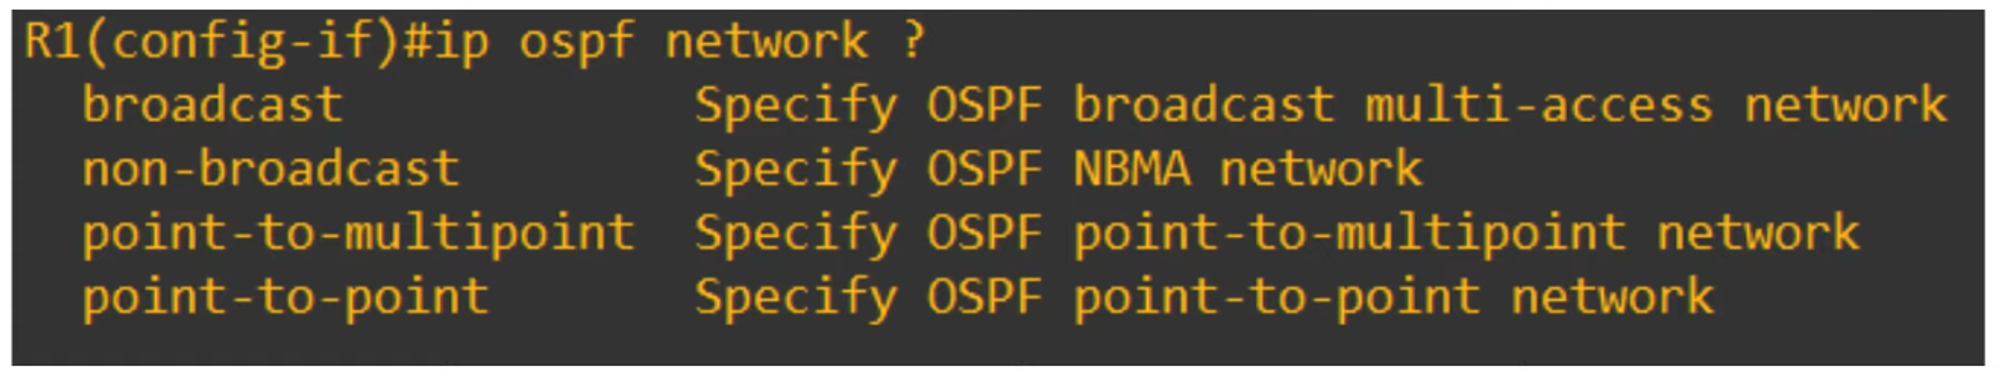 R1(config-if)#ip ospf network ?
broadcast Specify OSPF broadcast multi-access network
non-broadcast Specify OSPF NBMA network
point-to-multipoint Specify OSPF point-to-multipoint network
point-to-point Specify OSPF point-to-point network